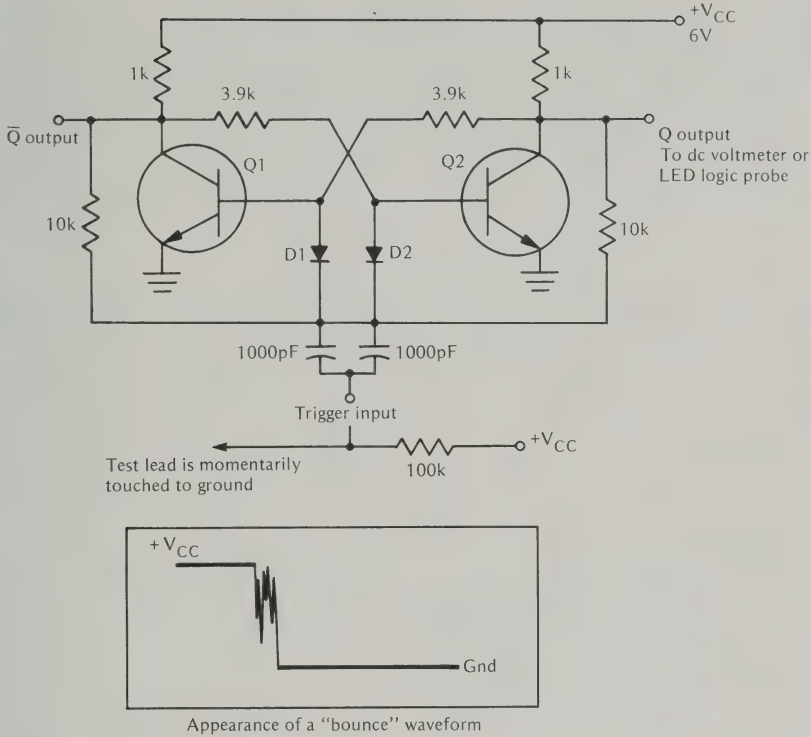 +VCC
6V
1k
1k
3.9k
3.9k
Q̅ output
Q output
To dc voltmeter or
LED logic probe
Q1
Q2
10k
10k
D1
D2
1000pF
1000pF
Trigger input
+VCC
100k
Test lead is momentarily
touched to ground
+VCC
Gnd
Appearance of a “bounce” waveform